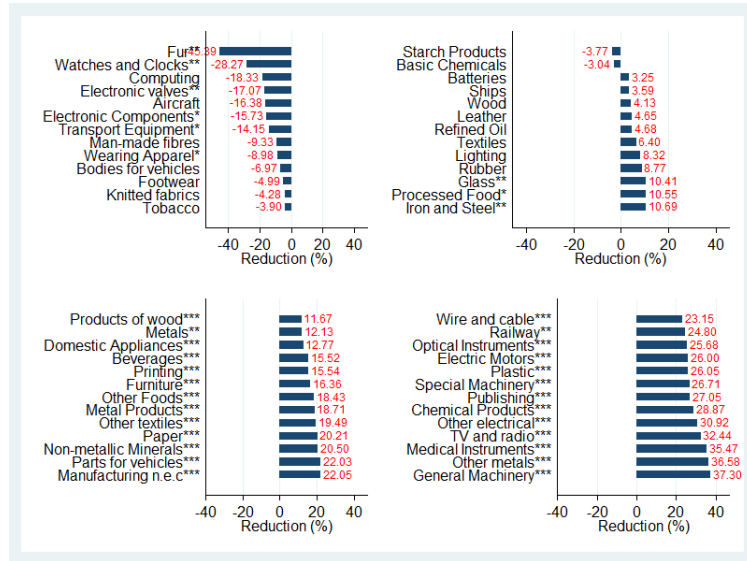 Fur** -45.39
Watches and Clocks** -28.27
Computing -18.33
Electronic valves** -17.07
Aircraft -16.38
Electronic Components* -15.73
Transport Equipment* -14.15
Man-made fibres -9.33
Wearing Apparel* -8.98
Bodies for vehicles -6.97
Footwear -4.99
Knitted fabrics -4.28
Tobacco -3.90
-40 -20 0 20 40
Reduction (%)
Starch Products -3.77
Basic Chemicals -3.04
Batteries 3.25
Ships 3.59
Wood 4.13
Leather 4.65
Refined Oil 4.68
Textiles 6.40
Lighting 8.32
Rubber 8.77
Glass** 10.41
Processed Food* 10.55
Iron and Steel** 10.69
-40 -20 0 20 40
Reduction (%)
Products of wood*** 11.67
Metals** 12.13
Domestic Appliances*** 12.77
Beverages*** 15.52
Printing*** 15.54
Furniture*** 16.36
Other Foods*** 18.43
Metal Products*** 18.71
Other textiles*** 19.49
Paper*** 20.21
Non-metallic Minerals*** 20.50
Parts for vehicles*** 22.03
Manufacturing n.e.c*** 22.05
-40 -20 0 20 40
Reduction (%)
Wire and cable*** 23.15
Railway** 24.80
Optical Instruments*** 25.68
Electric Motors*** 26.00
Plastic*** 26.05
Special Machinery*** 26.71
Publishing*** 27.05
Chemical Products*** 28.87
Other electrical*** 30.92
TV and radio*** 32.44
Medical Instruments*** 35.47
Other metals*** 36.58
General Machinery*** 37.30
-40 -20 0 20 40
Reduction (%)